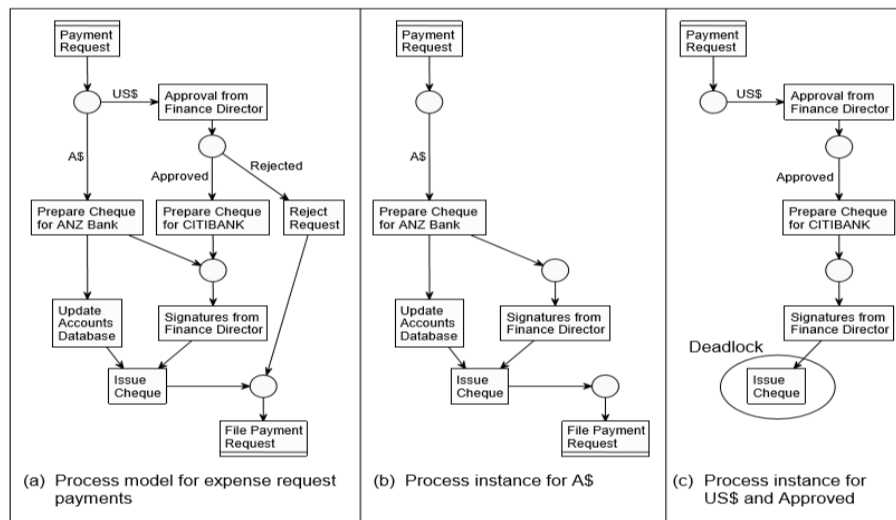 Payment
Request
US$
Approval from
Finance Director
A$
Approved
Rejected
Prepare Cheque
for ANZ Bank
Prepare Cheque
for CITIBANK
Reject
Request
Update
Accounts
Database
Signatures from
Finance Director
Issue
Cheque
File Payment
Request
(a) Process model for expense request
payments
Payment
Request
A$
Prepare Cheque
for ANZ Bank
Update
Accounts
Database
Signatures from
Finance Director
Issue
Cheque
File Payment
Request
(b) Process instance for A$
Payment
Request
US$
Approval from
Finance Director
Approved
Prepare Cheque
for CITIBANK
Signatures from
Finance Director
Deadlock
Issue
Cheque
(c) Process instance for
US$ and Approved